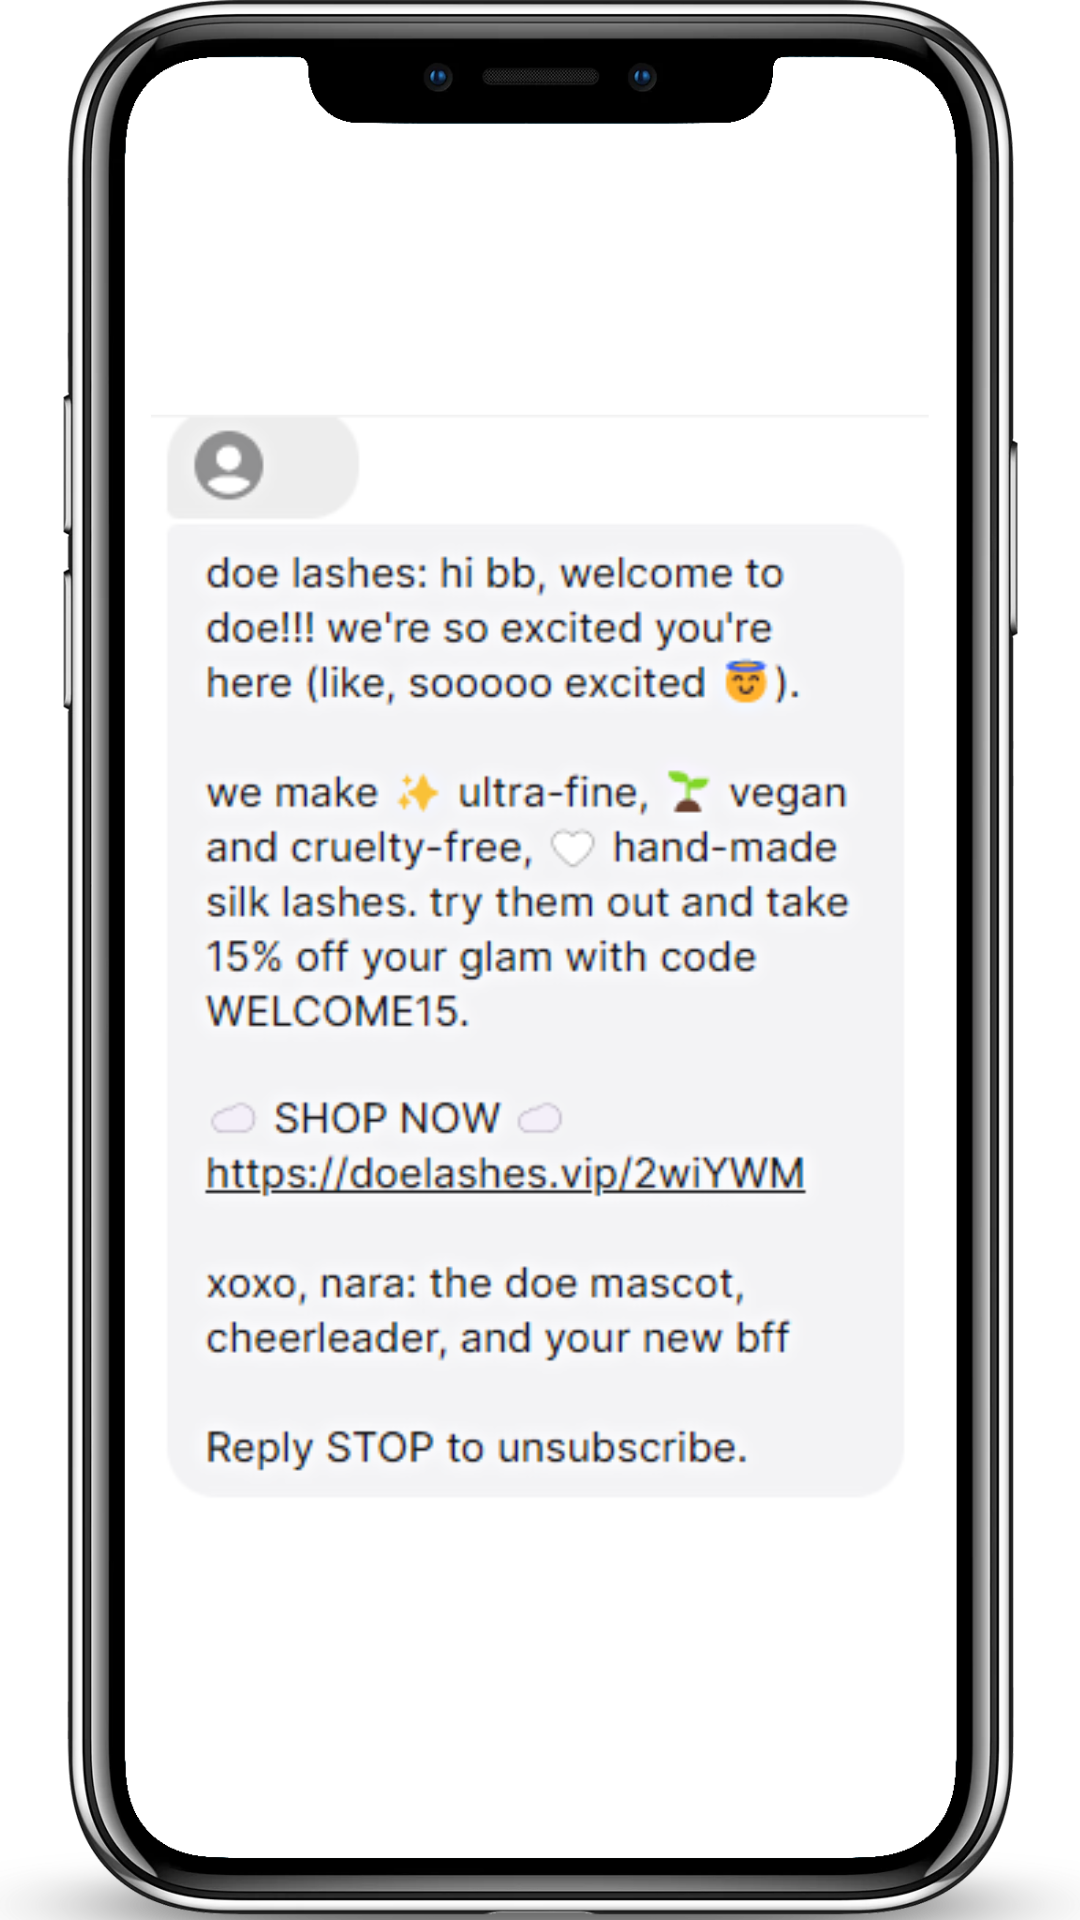 doe lashes: hi bb, welcome to
doe!!! we're so excited you're
here (like, sooooo excited 😇).
we make ✨ ultra-fine, 🌱 vegan
and cruelty-free, 🤍 hand-made
silk lashes. try them out and take
15% off your glam with code
WELCOME15.
☁️ SHOP NOW ☁️
https://doelashes.vip/2wiYWM
xoxo, nara: the doe mascot,
cheerleader, and your new bff
Reply STOP to unsubscribe.